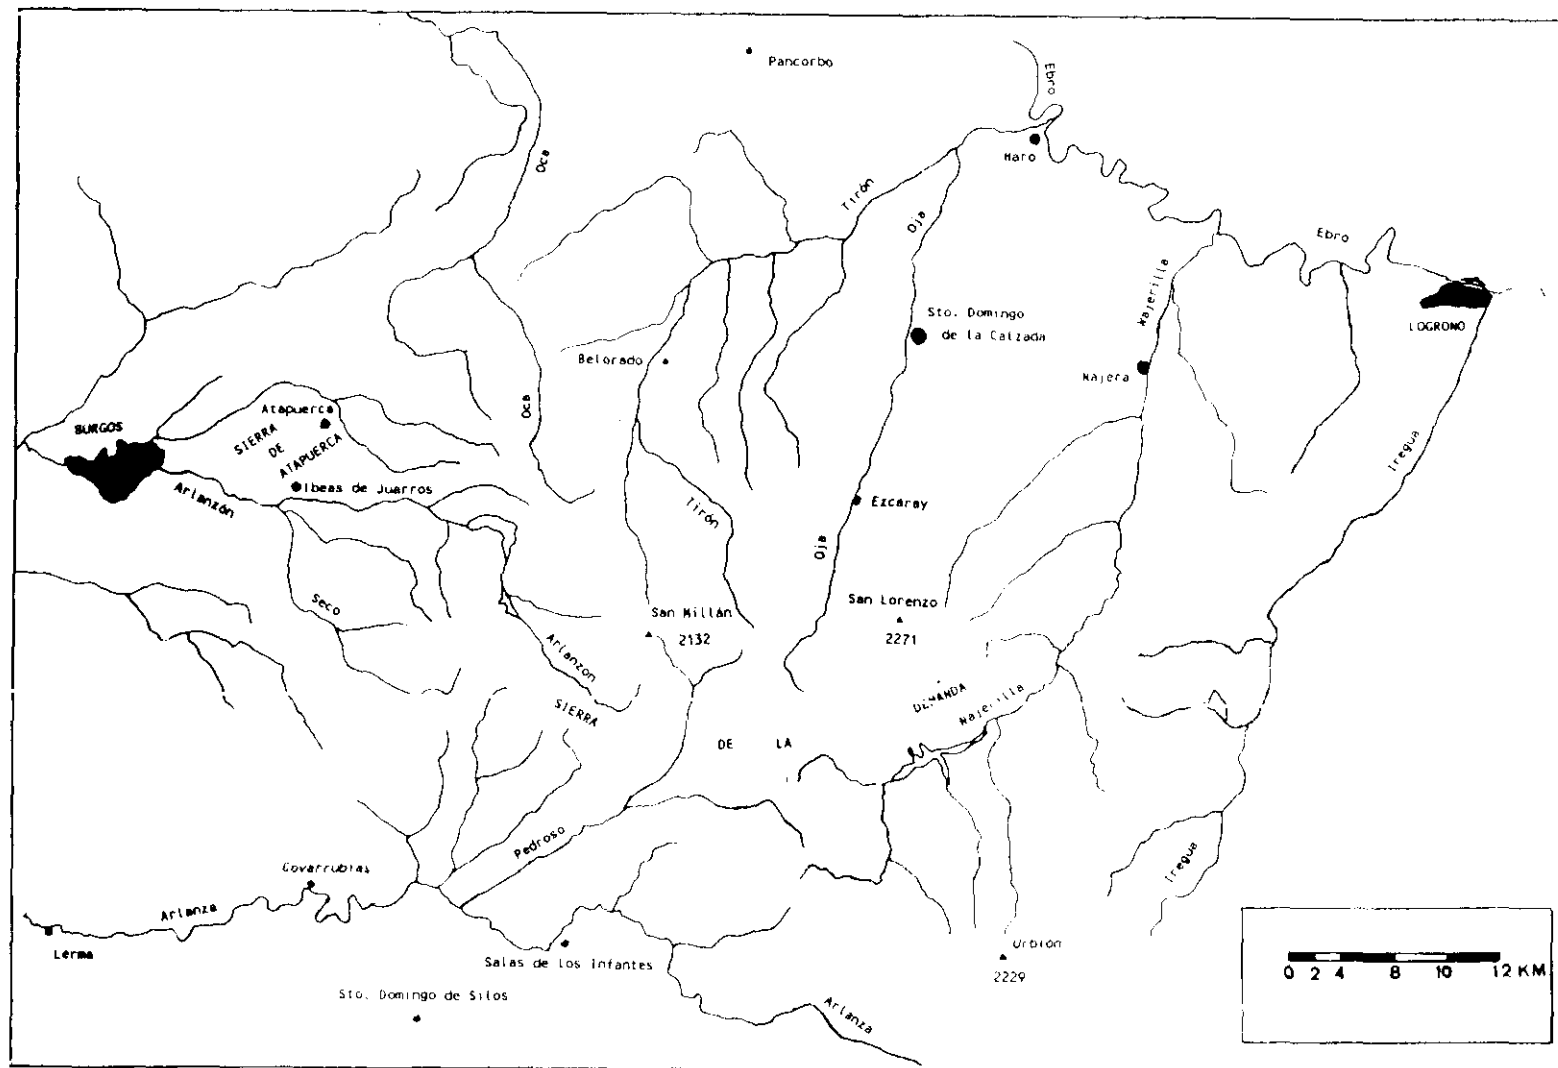 Pancorbo
Ebro
Haro
Oca
Tirón
Oja
Ebro
Najerilla
Sto. Domingo
de la Calzada
LOGRONO
Belorado
Najera
Oca
Atapuerca
BURGOS
SIERRA
DE
ATAPUERCA
Iregua
Ibeas de Juarros
Arlanzón
Tirón
Ezcaray
Oja
Seco
San Millán
2132
San Lorenzo
2271
Arlanzon
SIERRA
DEMANDA
Najerilla
DE LA
Pedroso
Covarrubias
Iregua
Arlanza
Lerma
Urbión
2229
Salas de los Infantes
Sto. Domingo de Silos
Arlanza
0 2 4 8 10 12 KM